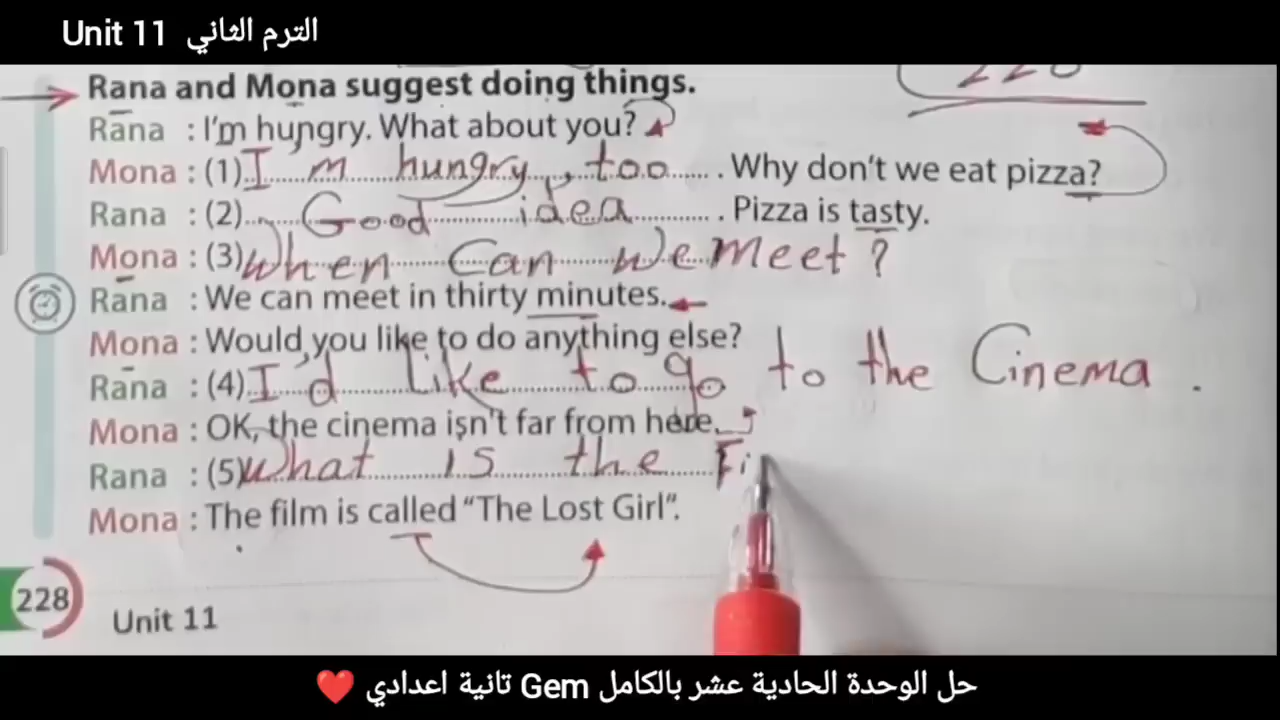 Unit 11 الترم الثاني
228
Rana and Mona suggest doing things.
Rana : I'm hungry. What about you?
Mona : (1) I'm hungry, too. Why don't we eat pizza?
Rana : (2) Good idea. Pizza is tasty.
Mona : (3) When can we meet?
Rana : We can meet in thirty minutes.
Mona : Would you like to do anything else?
Rana : (4) I'd like to go to the Cinema.
Mona : OK, the cinema isn't far from here.
Rana : (5) What is the Fi
Mona : The film is called “The Lost Girl”.
228
Unit 11
حل الوحدة الحادية عشر بالكامل Gem تانية اعدادي ❤️